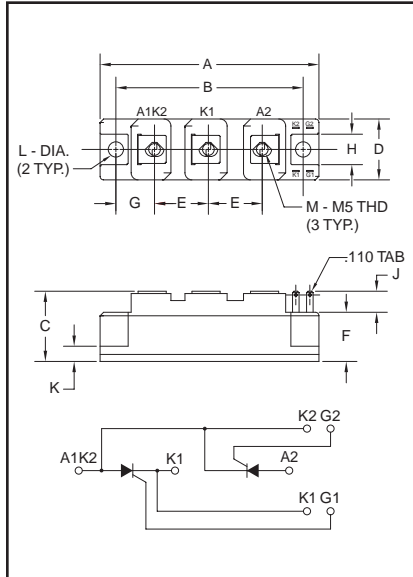 A
B
A1K2 K1 A2 K2 G2
L - DIA.
(2 TYP.)
H D
K1 G1
G E E M - M5 THD
(3 TYP.)
.110 TAB
J
C F
K
K2 G2
A1K2 K1 A2
K1 G1